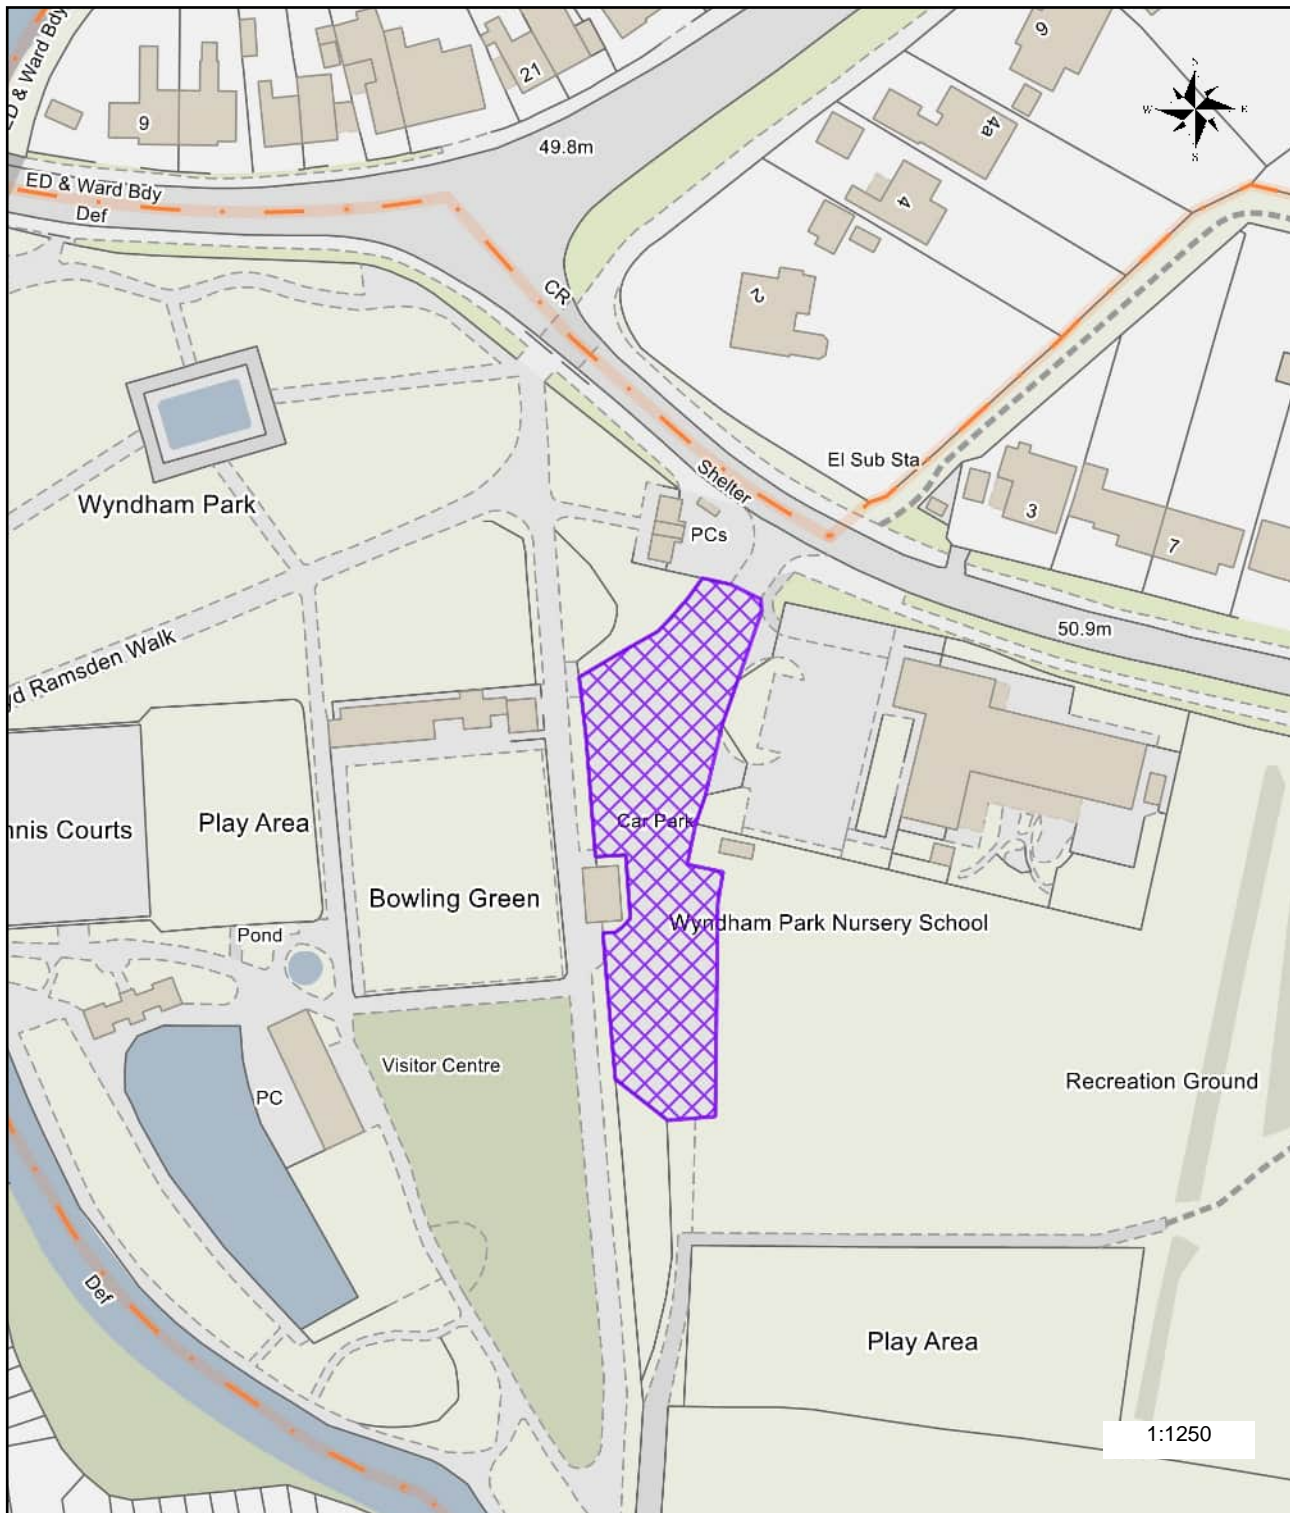 ED & Ward Bdy
9
21
9
S
W
E
S
4a
49.8m
ED & Ward Bdy
Def
4
CR
2
El Sub Sta
Shelter
Wyndham Park
3
PCs
7
50.9m
yd Ramsden Walk
nnis Courts
Play Area
Car Park
Bowling Green
Wyndham Park Nursery School
Pond
Visitor Centre
Recreation Ground
PC
Def
Play Area
1:1250